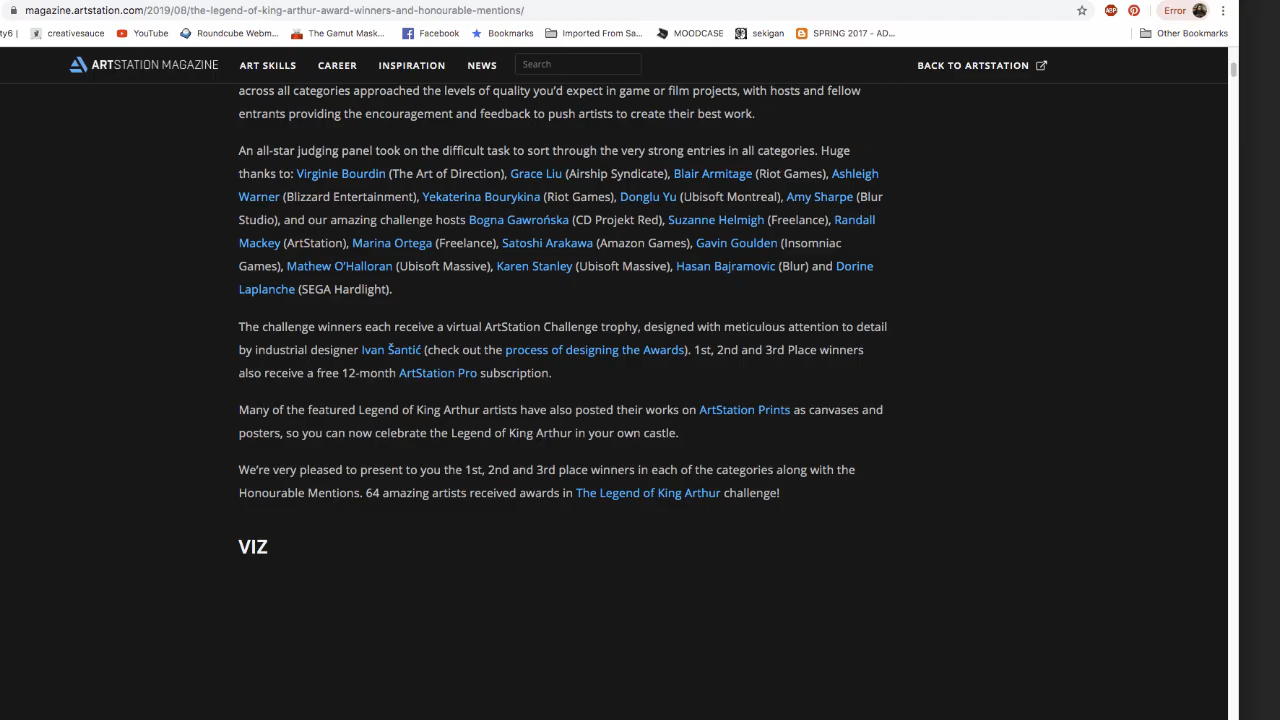 magazine.artstation.com/2019/08/the-legend-of-king-arthur-award-winners-and-honourable-mentions/
ABP
Error
ty6
creativesauce
YouTube
Roundcube Webm...
The Gamut Mask...
Facebook
Bookmarks
Imported From Sa...
MOODCASE
sekigan
SPRING 2017 - AD...
Other Bookmarks
ARTSTATION MAGAZINE
ART SKILLS
CAREER
INSPIRATION
NEWS
Search
BACK TO ARTSTATION
across all categories approached the levels of quality you’d expect in game or film projects, with hosts and fellow
entrants providing the encouragement and feedback to push artists to create their best work.
An all-star judging panel took on the difficult task to sort through the very strong entries in all categories. Huge
thanks to: Virginie Bourdin (The Art of Direction), Grace Liu (Airship Syndicate), Blair Armitage (Riot Games), Ashleigh
Warner (Blizzard Entertainment), Yekaterina Bourykina (Riot Games), Donglu Yu (Ubisoft Montreal), Amy Sharpe (Blur
Studio), and our amazing challenge hosts Bogna Gawrońska (CD Projekt Red), Suzanne Helmigh (Freelance), Randall
Mackey (ArtStation), Marina Ortega (Freelance), Satoshi Arakawa (Amazon Games), Gavin Goulden (Insomniac
Games), Mathew O’Halloran (Ubisoft Massive), Karen Stanley (Ubisoft Massive), Hasan Bajramovic (Blur) and Dorine
Laplanche (SEGA Hardlight).
The challenge winners each receive a virtual ArtStation Challenge trophy, designed with meticulous attention to detail
by industrial designer Ivan Šantić (check out the process of designing the Awards). 1st, 2nd and 3rd Place winners
also receive a free 12-month ArtStation Pro subscription.
Many of the featured Legend of King Arthur artists have also posted their works on ArtStation Prints as canvases and
posters, so you can now celebrate the Legend of King Arthur in your own castle.
We’re very pleased to present to you the 1st, 2nd and 3rd place winners in each of the categories along with the
Honourable Mentions. 64 amazing artists received awards in The Legend of King Arthur challenge!
VIZ